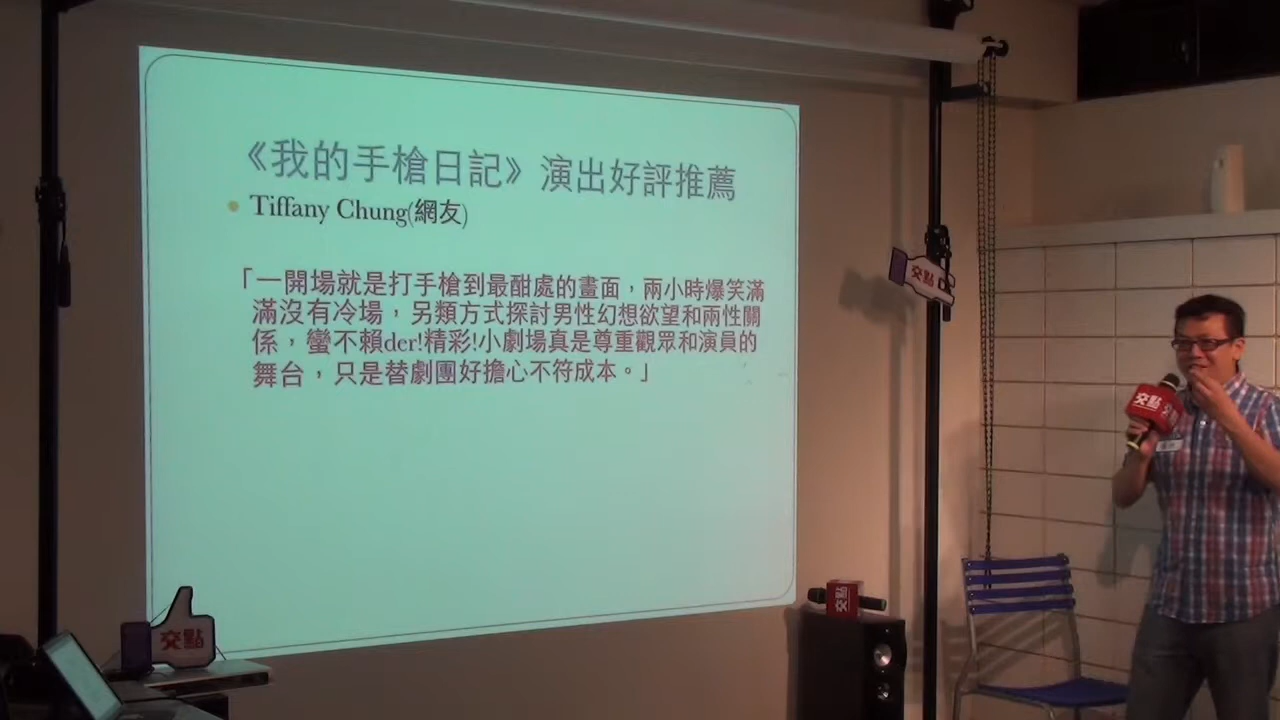 《我的手槍日記》演出好評推薦
Tiffany Chung(網友)
「一開場就是打手槍到最酣處的畫面，兩小時爆笑滿
滿沒有冷場，另類方式探討男性幻想欲望和兩性關
係，蠻不賴der!精彩!小劇場真是尊重觀眾和演員的
舞台，只是替劇團好擔心不符成本。」
交點
交點
交點
交點